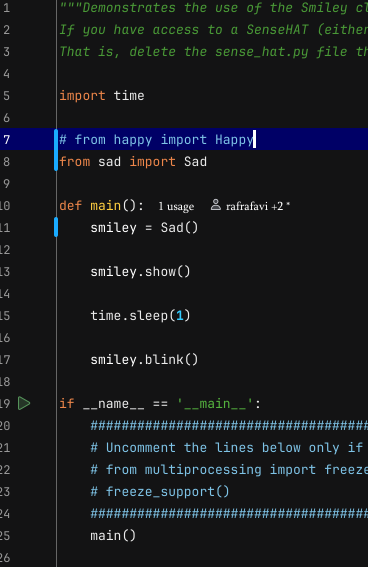 1 """Demonstrates the use of the Smiley cl
2 If you have access to a SenseHAT (either
3 That is, delete the sense_hat.py file th
4
5 import time
6
7 # from happy import Happy
8 from sad import Sad
9
10 def main(): 1 usage rafrafavi +2 *
11 smiley = Sad()
12
13 smiley.show()
14
15 time.sleep(1)
16
17 smiley.blink()
18
19 if __name__ == '__main__':
20 ###################################
21 # Uncomment the lines below only if
22 # from multiprocessing import freeze
23 # freeze_support()
24 ###################################
25 main()
26